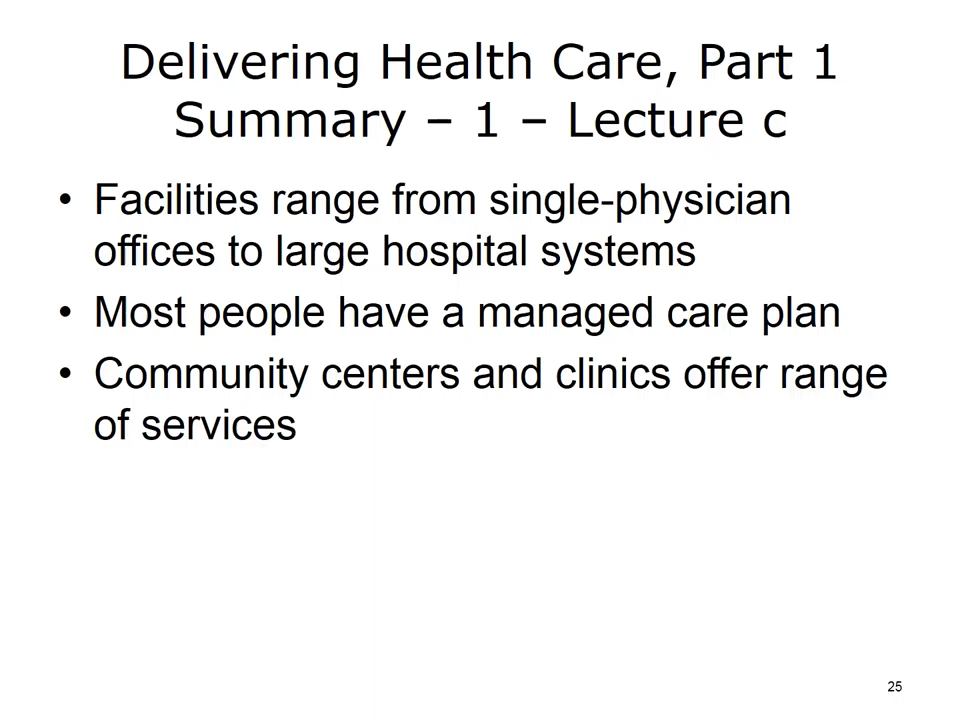 Delivering Health Care, Part 1
Summary – 1 – Lecture c
• Facilities range from single-physician
offices to large hospital systems
• Most people have a managed care plan
• Community centers and clinics offer range
of services
25